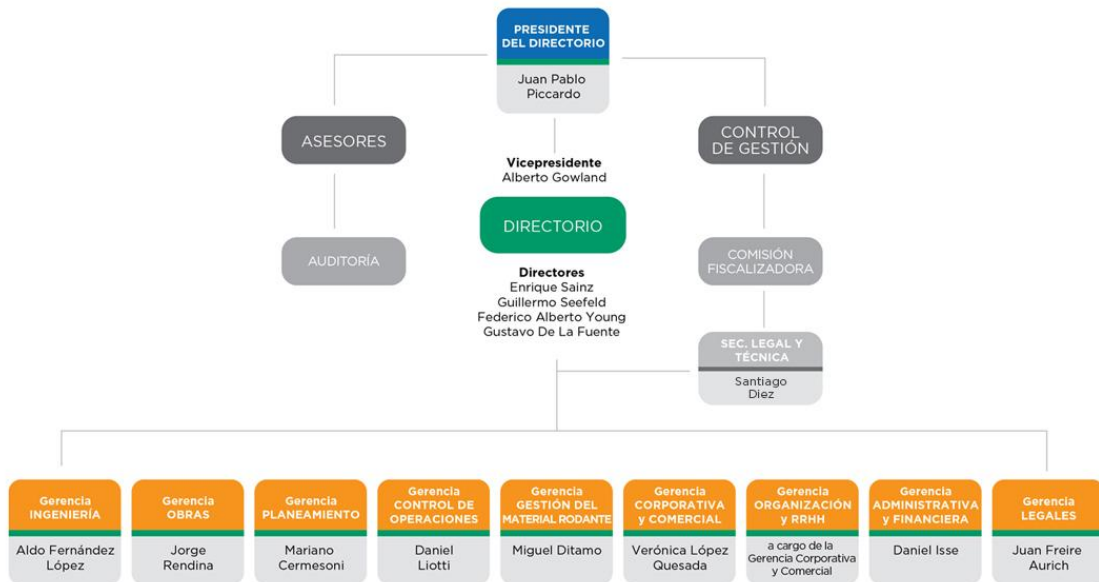 PRESIDENTE
DEL DIRECTORIO
Juan Pablo
Piccardo
ASESORES
CONTROL
DE GESTIÓN
Vicepresidente
Alberto Gowland
DIRECTORIO
AUDITORÍA
COMISIÓN
FISCALIZADORA
Directores
Enrique Sainz
Guillermo Seefeld
Federico Alberto Young
Gustavo De La Fuente
SEC. LEGAL Y
TÉCNICA
Santiago
Diez
Gerencia
INGENIERÍA
Aldo Fernández
López
Gerencia
OBRAS
Jorge
Rendina
Gerencia
PLANEAMIENTO
Mariano
Cermesoni
Gerencia
CONTROL DE
OPERACIONES
Daniel
Liotti
Gerencia
GESTIÓN DEL
MATERIAL RODANTE
Miguel Ditamo
Gerencia
CORPORATIVA
y COMERCIAL
Verónica López
Quesada
Gerencia
ORGANIZACIÓN
y RRHH
a cargo de la
Gerencia Corporativa
y Comercial
Gerencia
ADMINISTRATIVA
y FINANCIERA
Daniel Isse
Gerencia
LEGALES
Juan Freire
Aurich